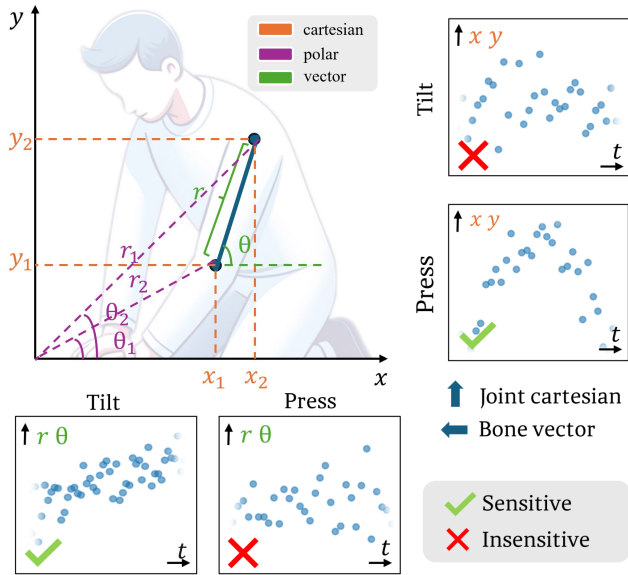 y
cartesian
polar
vector
y₂
y₁
r
θ
r₁
r₂
θ₂
θ₁
x₁
x₂
x
Tilt
x y
t
Press
x y
t
Joint cartesian
Bone vector
Tilt
r θ
t
Press
r θ
t
Sensitive
Insensitive